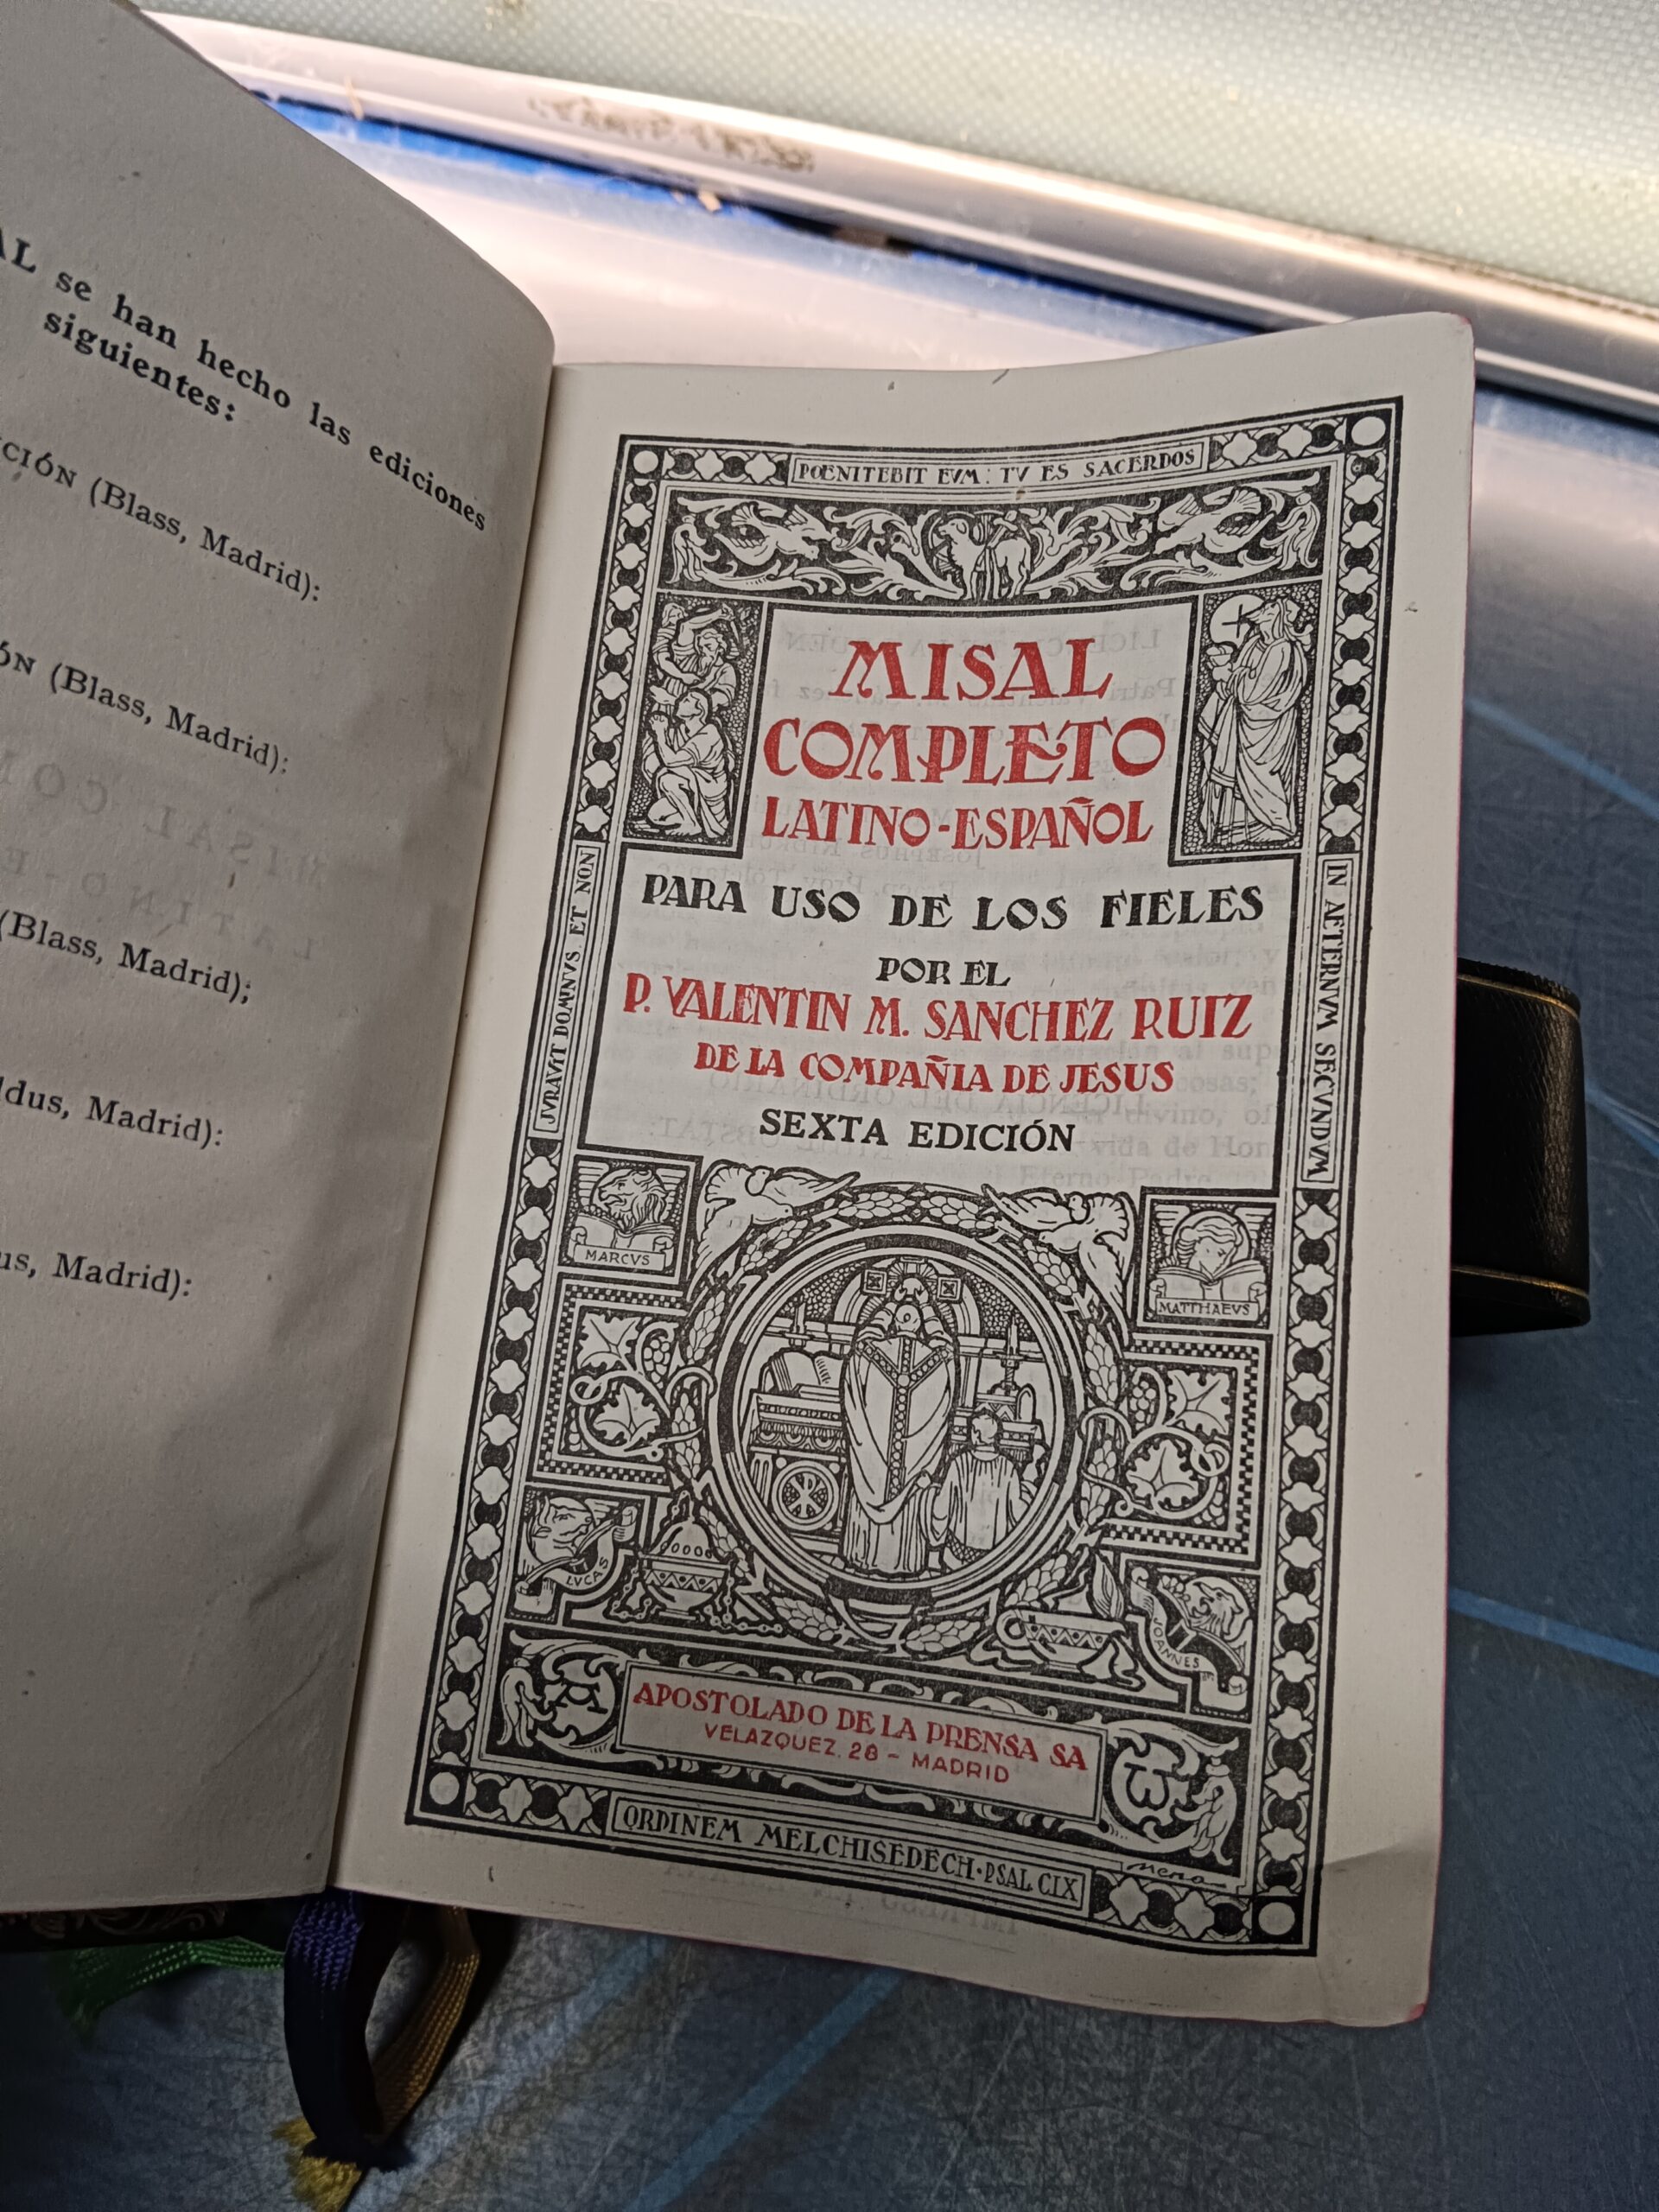 AL se han hecho las ediciones
siguientes:
CIÓN (Blass, Madrid):
ÓN (Blass, Madrid):
(Blass, Madrid);
ldus, Madrid):
us, Madrid):
POENITEBIT EVM: TV ES SACERDOS
MISAL
COMPLETO
LATINO-ESPAÑOL
PARA USO DE LOS FIELES
POR EL
P. VALENTIN M. SANCHEZ RUIZ
DE LA COMPAÑIA DE JESUS
SEXTA EDICIÓN
JVRAVIT DOMINVS, ET NON
IN AETERNVM SECVNDVM
MARCVS
MATTHAEVS
LVCAS
JOANNES
APOSTOLADO DE LA PRENSA SA
VELAZQUEZ, 28 - MADRID
ORDINEM MELCHISEDECH · PSAL CIX